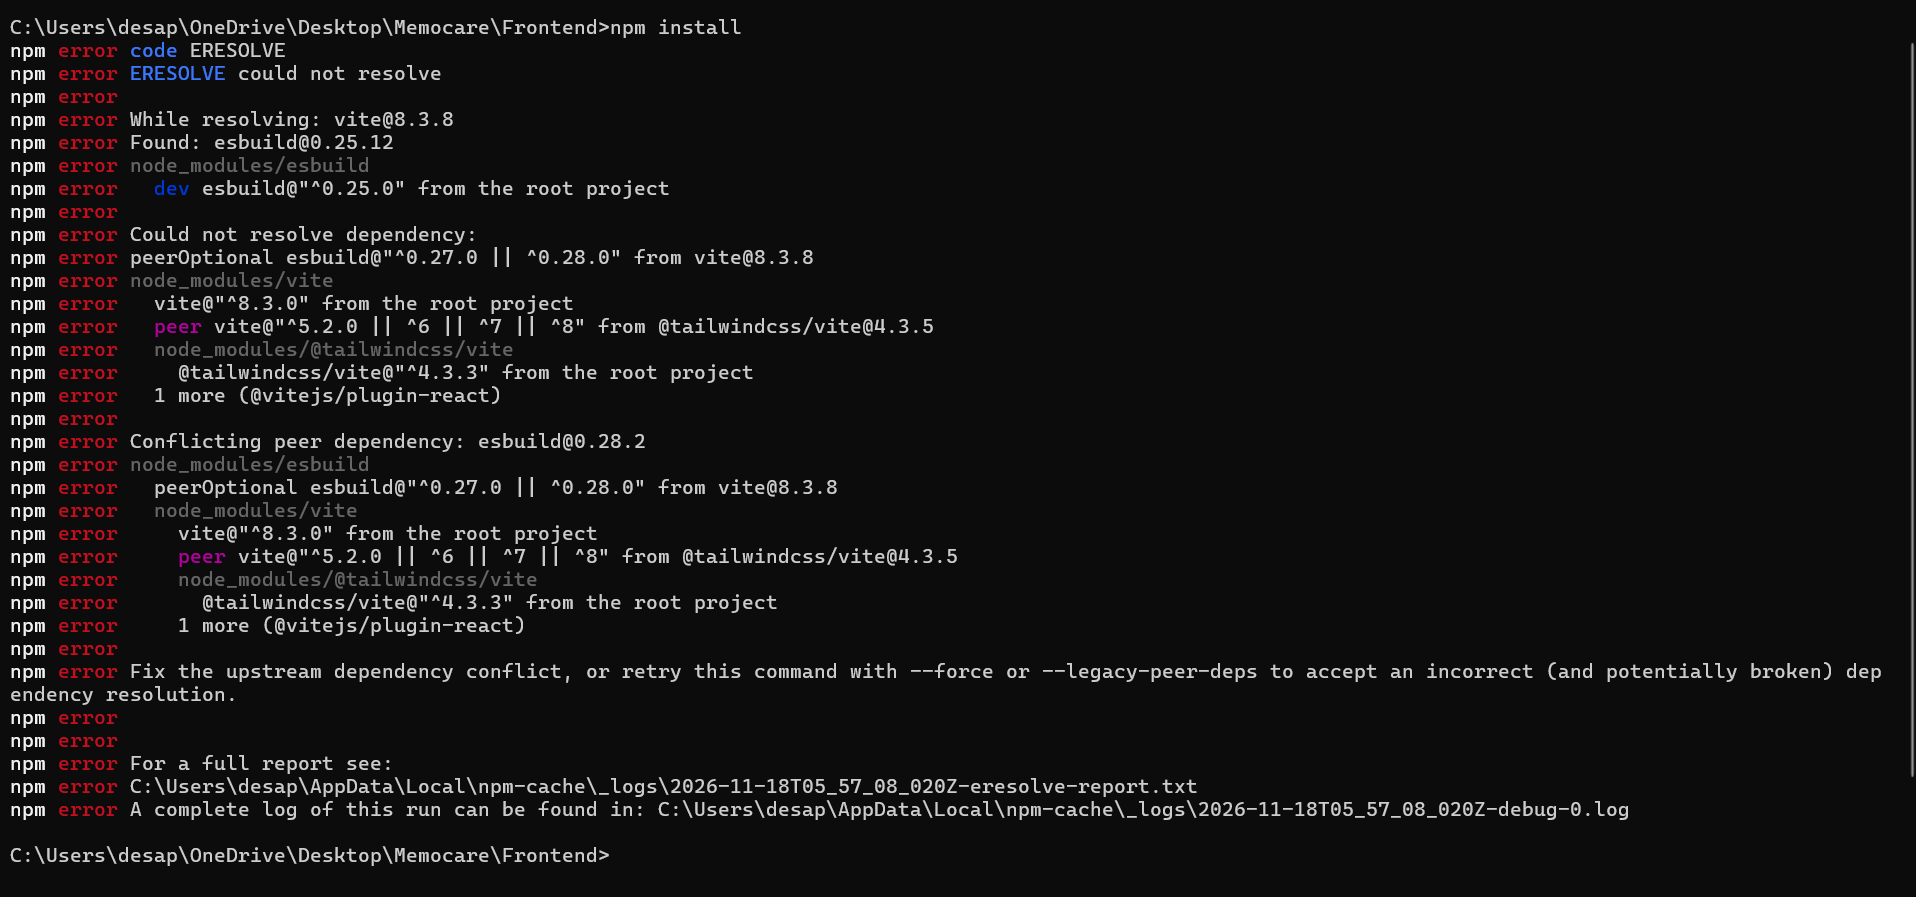 C:\Users\desap\OneDrive\Desktop\Memocare\Frontend>npm install
npm error code ERESOLVE
npm error ERESOLVE could not resolve
npm error
npm error While resolving: vite@8.3.8
npm error Found: esbuild@0.25.12
npm error node_modules/esbuild
npm error   dev esbuild@"^0.25.0" from the root project
npm error
npm error Could not resolve dependency:
npm error peerOptional esbuild@"^0.27.0 || ^0.28.0" from vite@8.3.8
npm error node_modules/vite
npm error   vite@"^8.3.0" from the root project
npm error   peer vite@"^5.2.0 || ^6 || ^7 || ^8" from @tailwindcss/vite@4.3.5
npm error   node_modules/@tailwindcss/vite
npm error     @tailwindcss/vite@"^4.3.3" from the root project
npm error   1 more (@vitejs/plugin-react)
npm error
npm error Conflicting peer dependency: esbuild@0.28.2
npm error node_modules/esbuild
npm error   peerOptional esbuild@"^0.27.0 || ^0.28.0" from vite@8.3.8
npm error   node_modules/vite
npm error     vite@"^8.3.0" from the root project
npm error     peer vite@"^5.2.0 || ^6 || ^7 || ^8" from @tailwindcss/vite@4.3.5
npm error     node_modules/@tailwindcss/vite
npm error       @tailwindcss/vite@"^4.3.3" from the root project
npm error     1 more (@vitejs/plugin-react)
npm error
npm error Fix the upstream dependency conflict, or retry this command with --force or --legacy-peer-deps to accept an incorrect (and potentially broken) dep
endency resolution.
npm error
npm error
npm error For a full report see:
npm error C:\Users\desap\AppData\Local\npm-cache\_logs\2026-11-18T05_57_08_020Z-eresolve-report.txt
npm error A complete log of this run can be found in: C:\Users\desap\AppData\Local\npm-cache\_logs\2026-11-18T05_57_08_020Z-debug-0.log
C:\Users\desap\OneDrive\Desktop\Memocare\Frontend>